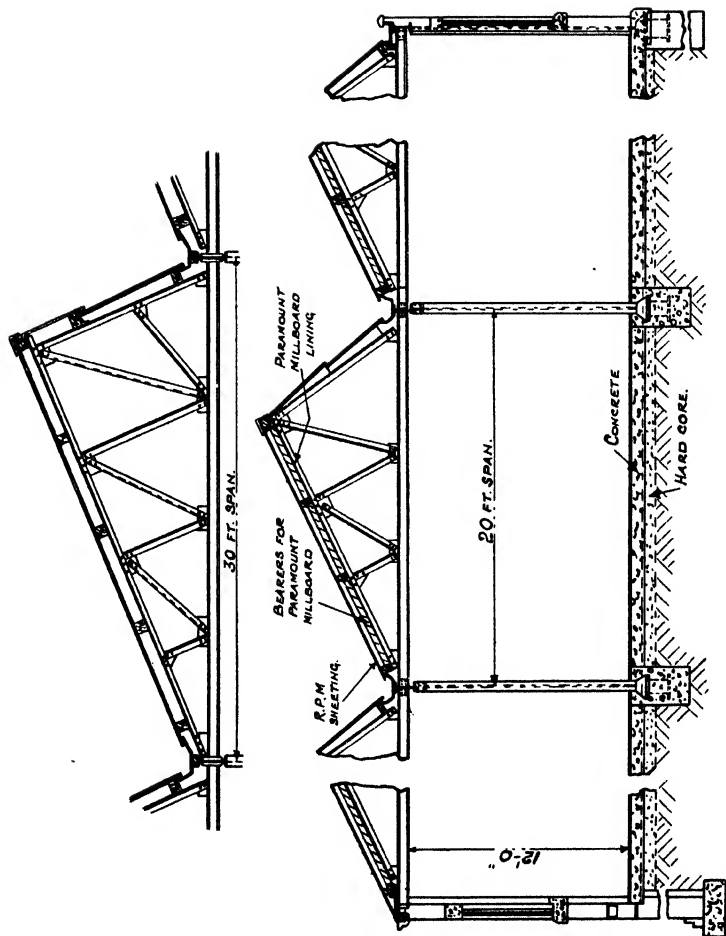 30 FT. SPAN.
PARAMOUNT
MILLBOARD
LINING
BEARERS FOR
PARAMOUNT
MILLBOARD
R.P.M
SHEETING.
20 FT. SPAN.
CONCRETE
HARD CORE.
12'-0"